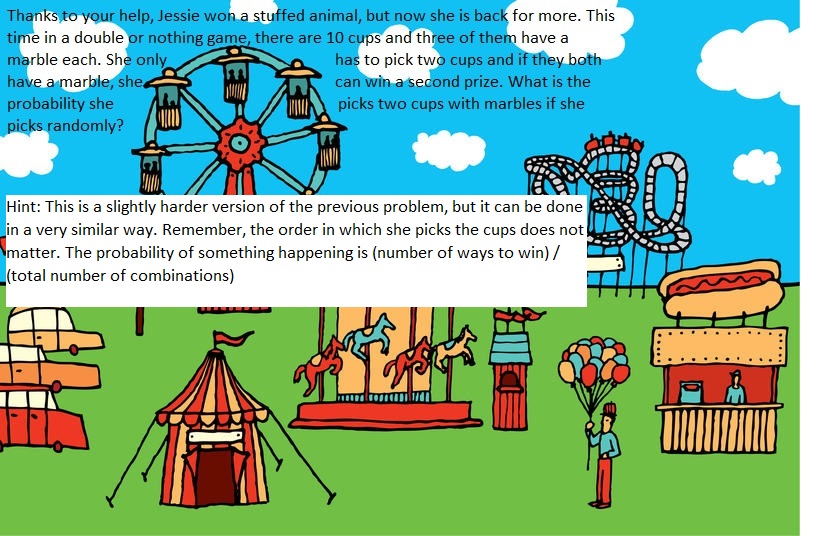 Thanks to your help, Jessie won a stuffed animal, but now she is back for more. This
time in a double or nothing game, there are 10 cups and three of them have a
marble each. She only has to pick two cups and if they both
have a marble, she can win a second prize. What is the
probability she picks two cups with marbles if she
picks randomly?
Hint: This is a slightly harder version of the previous problem, but it can be done
in a very similar way. Remember, the order in which she picks the cups does not
matter. The probability of something happening is (number of ways to win) /
(total number of combinations)